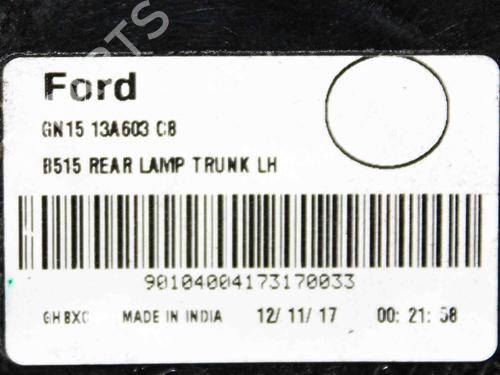 PARTS
Ford
GN15 13A603 CB
B515 REAR LAMP TRUNK LH
90104004173170033
GHBXC MADE IN INDIA 12/ 11/ 17 00: 21: 58